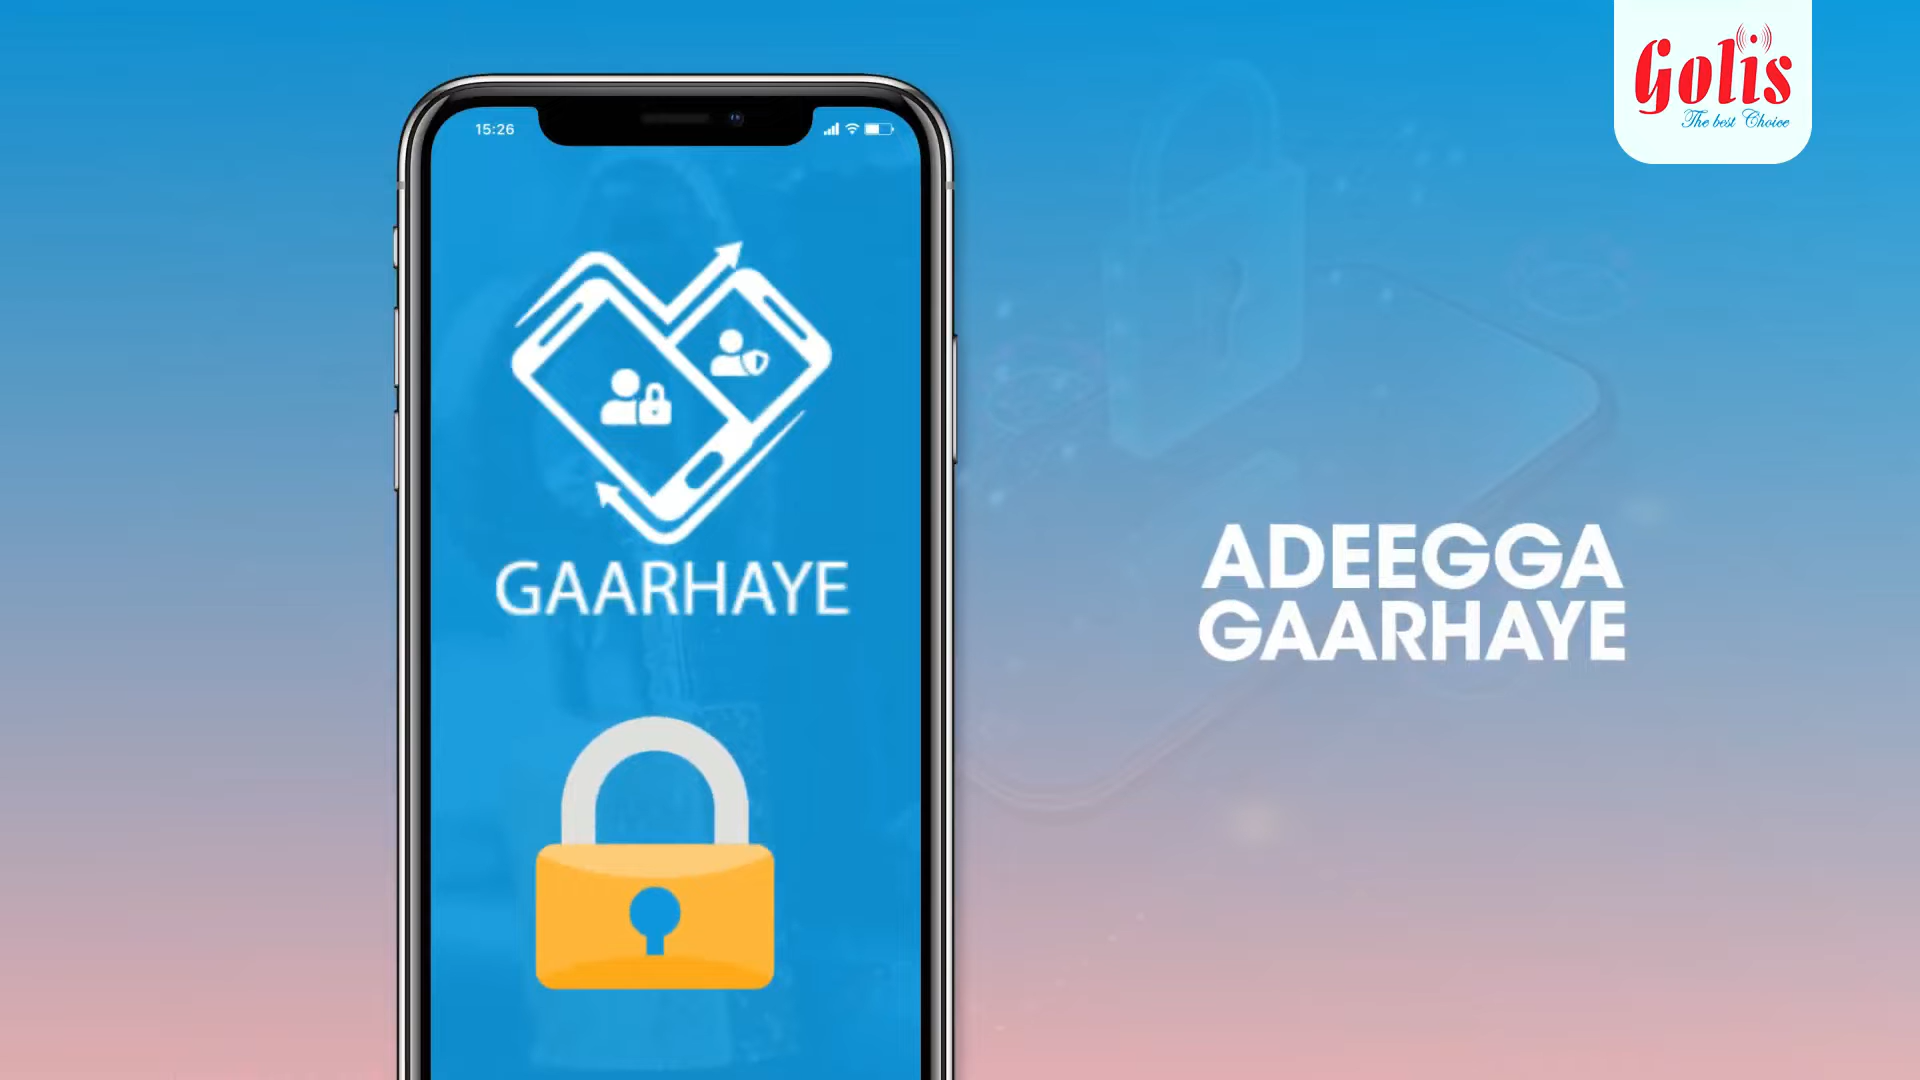 15:26
GAARHAYE
Golis
The best Choice
ADEEGGA
GAARHAYE